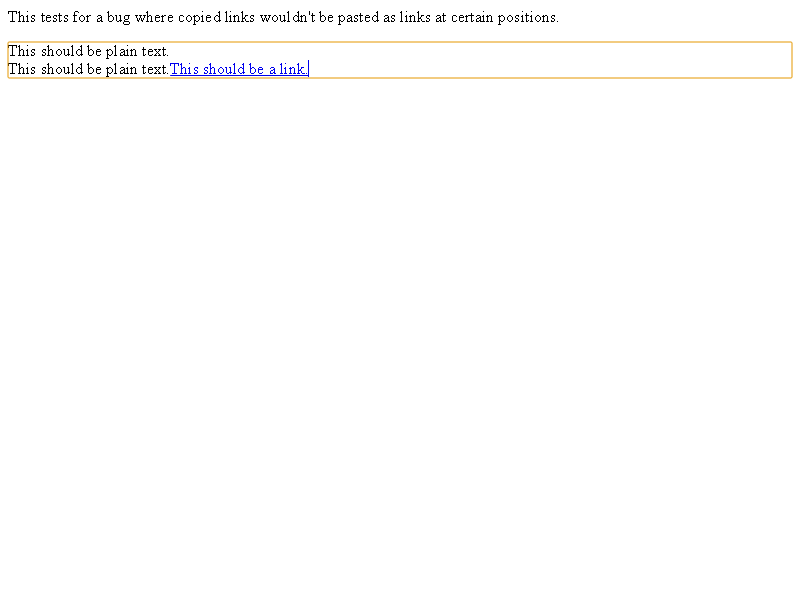 This tests for a bug where copied links wouldn't be pasted as links at certain positions.
This should be plain text.
This should be plain text.This should be a link.